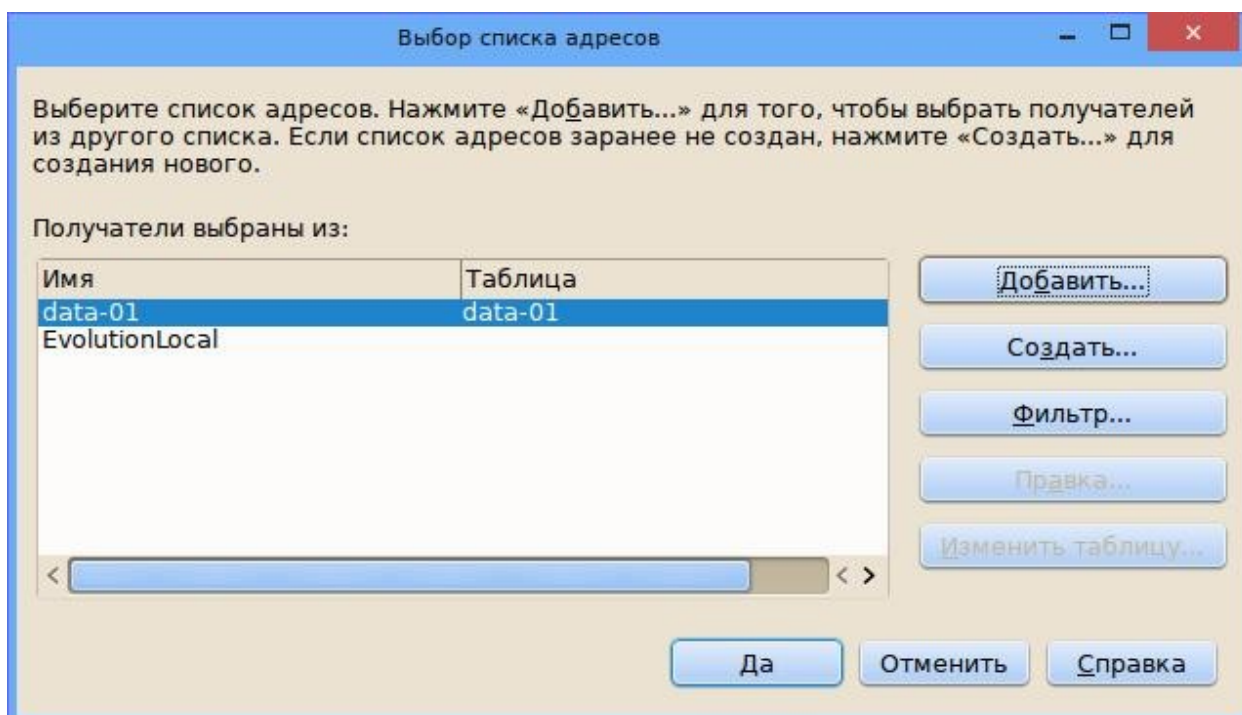 Выбор списка адресов
Выберите список адресов. Нажмите «Добавить...» для того, чтобы выбрать получателей
из другого списка. Если список адресов заранее не создан, нажмите «Создать...» для
создания нового.
Получатели выбраны из:
Имя Таблица
data-01 data-01
EvolutionLocal
Добавить...
Создать...
Фильтр...
Правка...
Изменить таблицу...
Да Отменить Справка